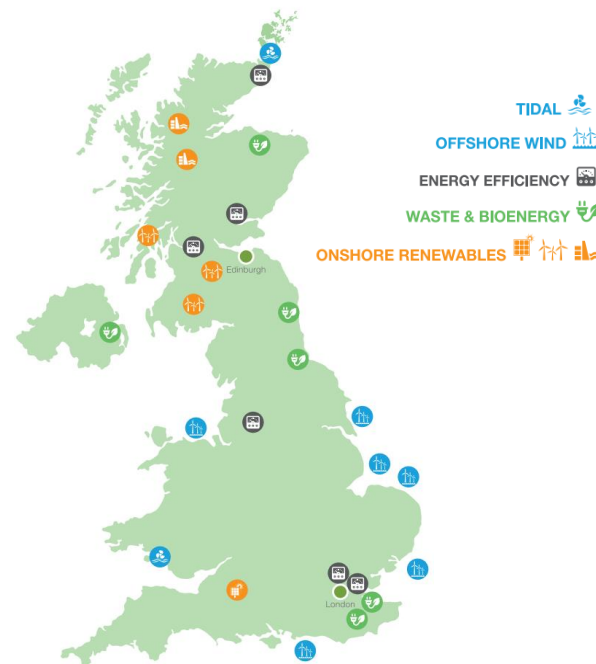 TIDAL
OFFSHORE WIND
ENERGY EFFICIENCY
WASTE & BIOENERGY
ONSHORE RENEWABLES
Edinburgh
London